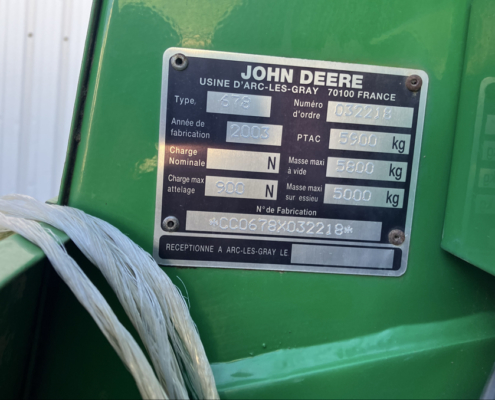 JOHN DEERE
USINE D'ARC-LES-GRAY 70100 FRANCE
Type. 678 Numéro d'ordre 032218
Année de fabrication 2003 PTAC 5900 kg
Charge Nominale N Masse maxi à vide 5800 kg
Charge max attelage 900 N Masse maxi sur essieu 5000 kg
N° de Fabrication
*CC0678X032218*
RECEPTIONNE A ARC-LES-GRAY LE